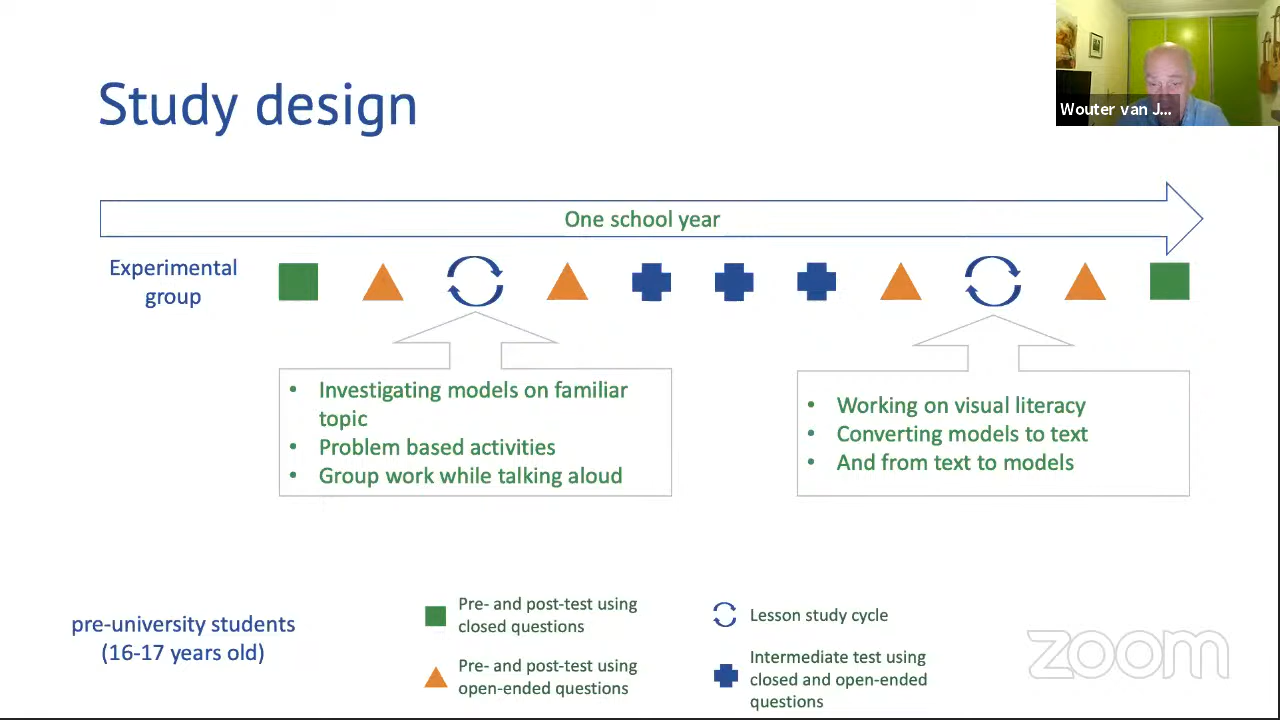 Study design
Wouter van J...
One school year
Experimental
group
• Investigating models on familiar
topic
• Problem based activities
• Group work while talking aloud
• Working on visual literacy
• Converting models to text
• And from text to models
pre-university students
(16-17 years old)
Pre- and post-test using
closed questions
Pre- and post-test using
open-ended questions
Lesson study cycle
Intermediate test using
closed and open-ended
questions
zoom